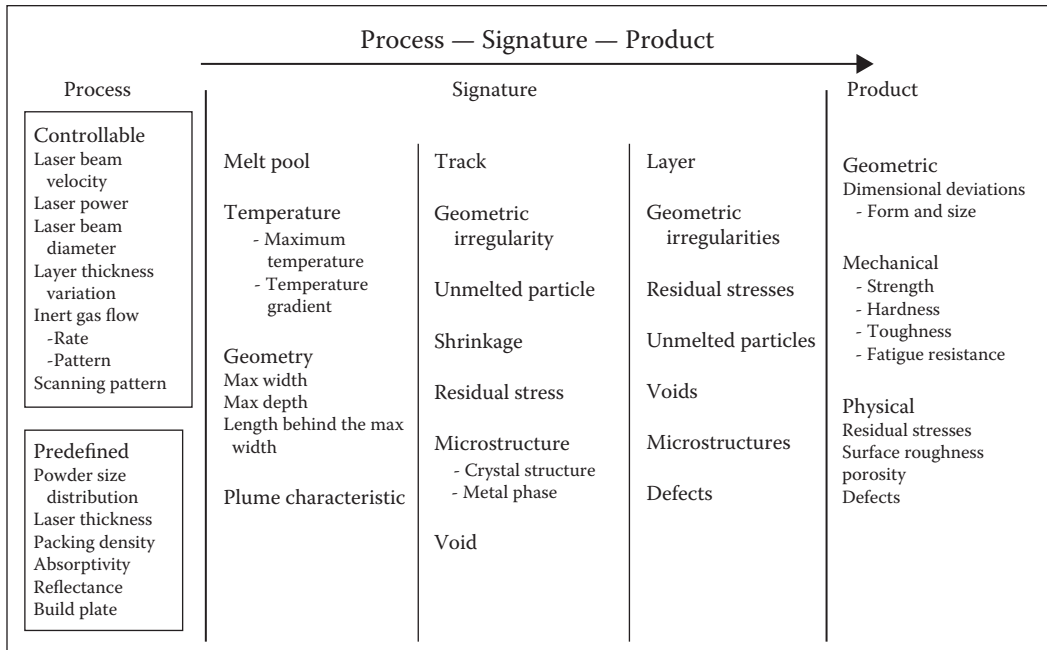 Process — Signature — Product
Process
Controllable
Laser beam
velocity
Laser power
Laser beam
diameter
Layer thickness
variation
Inert gas flow
-Rate
-Pattern
Scanning pattern
Predefined
Powder size
distribution
Laser thickness
Packing density
Absorptivity
Reflectance
Build plate
Signature
Melt pool
Temperature
- Maximum
temperature
- Temperature
gradient
Geometry
Max width
Max depth
Length behind the max
width
Plume characteristic
Track
Geometric
irregularity
Unmelted particle
Shrinkage
Residual stress
Microstructure
- Crystal structure
- Metal phase
Void
Layer
Geometric
irregularities
Residual stresses
Unmelted particles
Voids
Microstructures
Defects
Product
Geometric
Dimensional deviations
- Form and size
Mechanical
- Strength
- Hardness
- Toughness
- Fatigue resistance
Physical
Residual stresses
Surface roughness
porosity
Defects